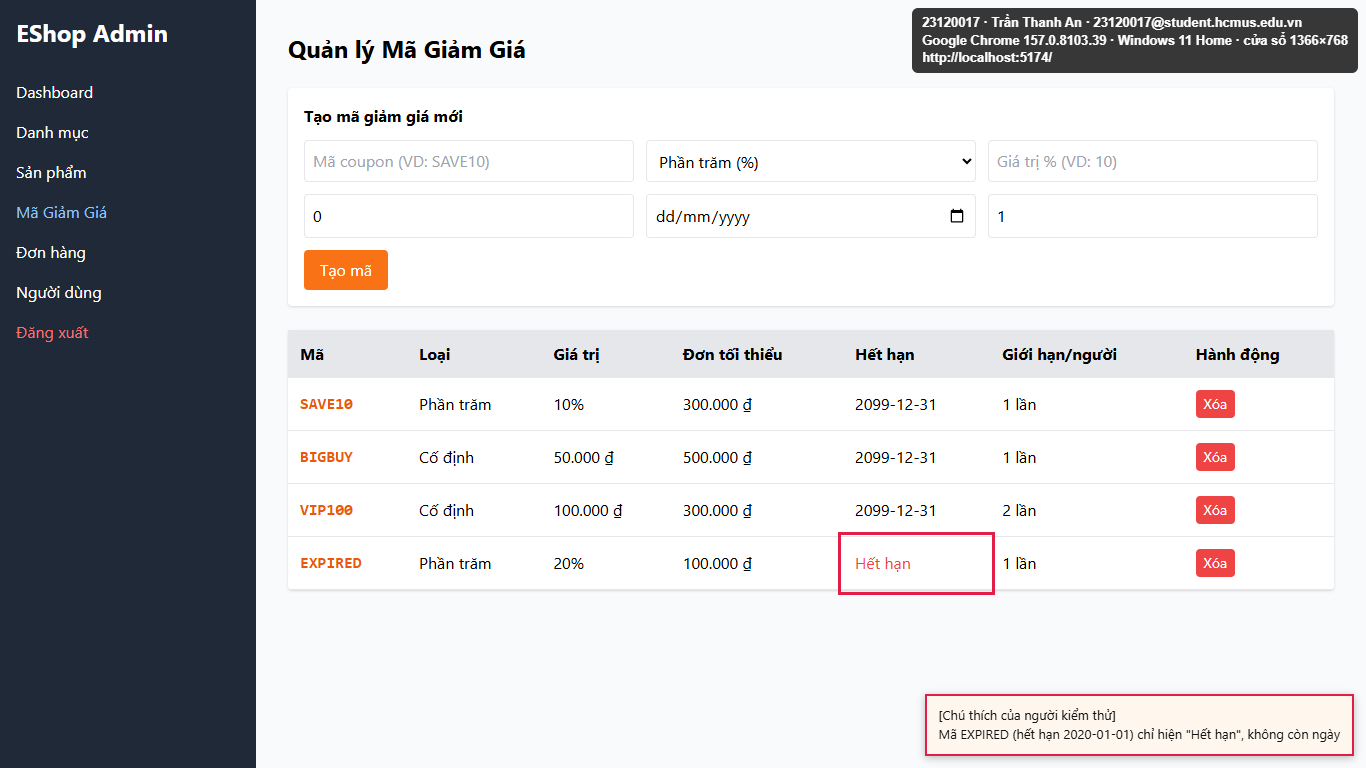 EShop Admin
Dashboard
Danh mục
Sản phẩm
Mã Giảm Giá
Đơn hàng
Người dùng
Đăng xuất
Quản lý Mã Giảm Giá
23120017 · Trần Thanh An · 23120017@student.hcmus.edu.vn
Google Chrome 157.0.8103.39 · Windows 11 Home · cửa sổ 1366×768
http://localhost:5174/
Tạo mã giảm giá mới
Mã coupon (VD: SAVE10) Phần trăm (%) Giá trị % (VD: 10)
0 dd/mm/yyyy 1
Tạo mã
Mã Loại Giá trị Đơn tối thiểu Hết hạn Giới hạn/người Hành động
SAVE10 Phần trăm 10% 300.000 ₫ 2099-12-31 1 lần Xóa
BIGBUY Cố định 50.000 ₫ 500.000 ₫ 2099-12-31 1 lần Xóa
VIP100 Cố định 100.000 ₫ 300.000 ₫ 2099-12-31 2 lần Xóa
EXPIRED Phần trăm 20% 100.000 ₫ Hết hạn 1 lần Xóa
[Chú thích của người kiểm thử]
Mã EXPIRED (hết hạn 2020-01-01) chỉ hiện "Hết hạn", không còn ngày